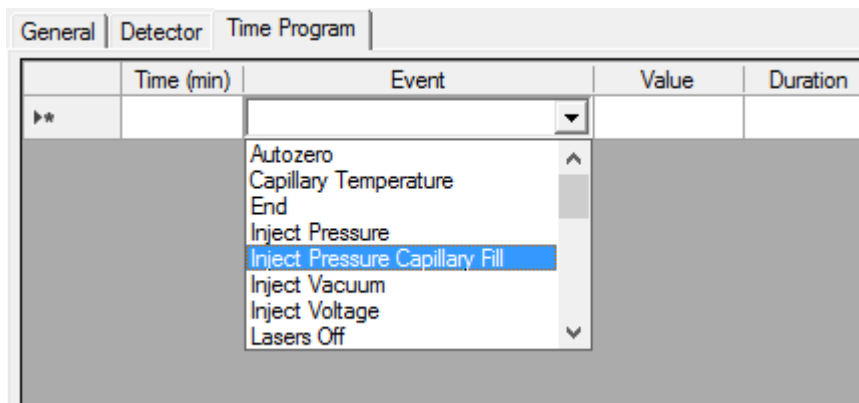 General Detector Time Program
Time (min) Event Value Duration
Autozero
Capillary Temperature
End
Inject Pressure
Inject Pressure Capillary Fill
Inject Vacuum
Inject Voltage
Lasers Off